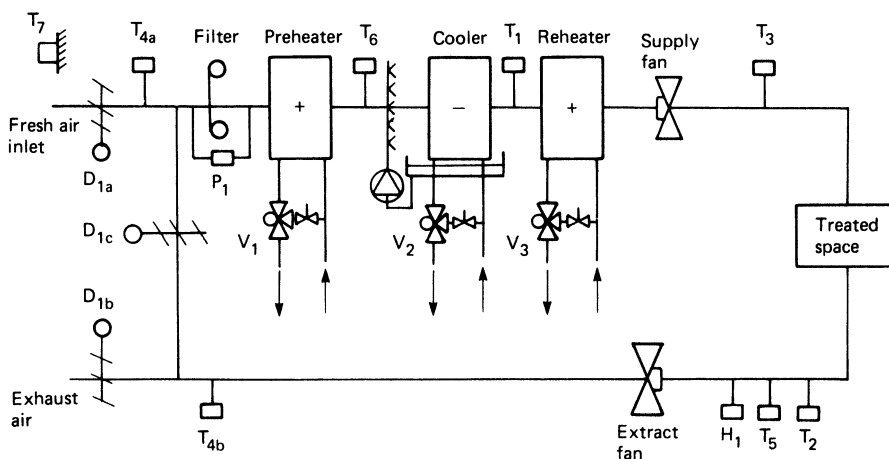 T7
T4a
Filter
Preheater
T6
Cooler
T1
Reheater
Supply
fan
T3
+
−
+
Fresh air
inlet
D1a
P1
D1c
V1
V2
V3
Treated
space
D1b
Exhaust
air
T4b
Extract
fan
H1
T5
T2